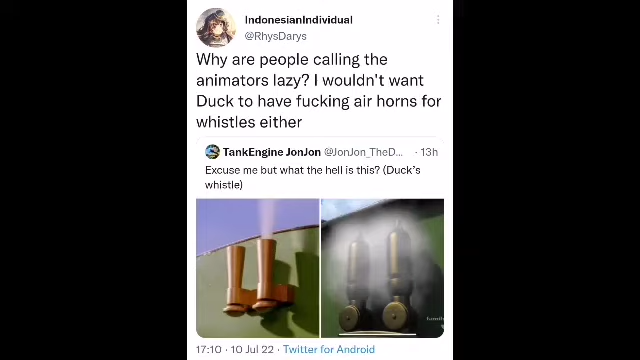 IndonesianIndividual
@RhysDarys
Why are people calling the
animators lazy? I wouldn't want
Duck to have fucking air horns for
whistles either
TankEngine JonJon @JonJon_TheD... · 13h
Excuse me but what the hell is this? (Duck's
whistle)
family
17:10 · 10 Jul 22 · Twitter for Android